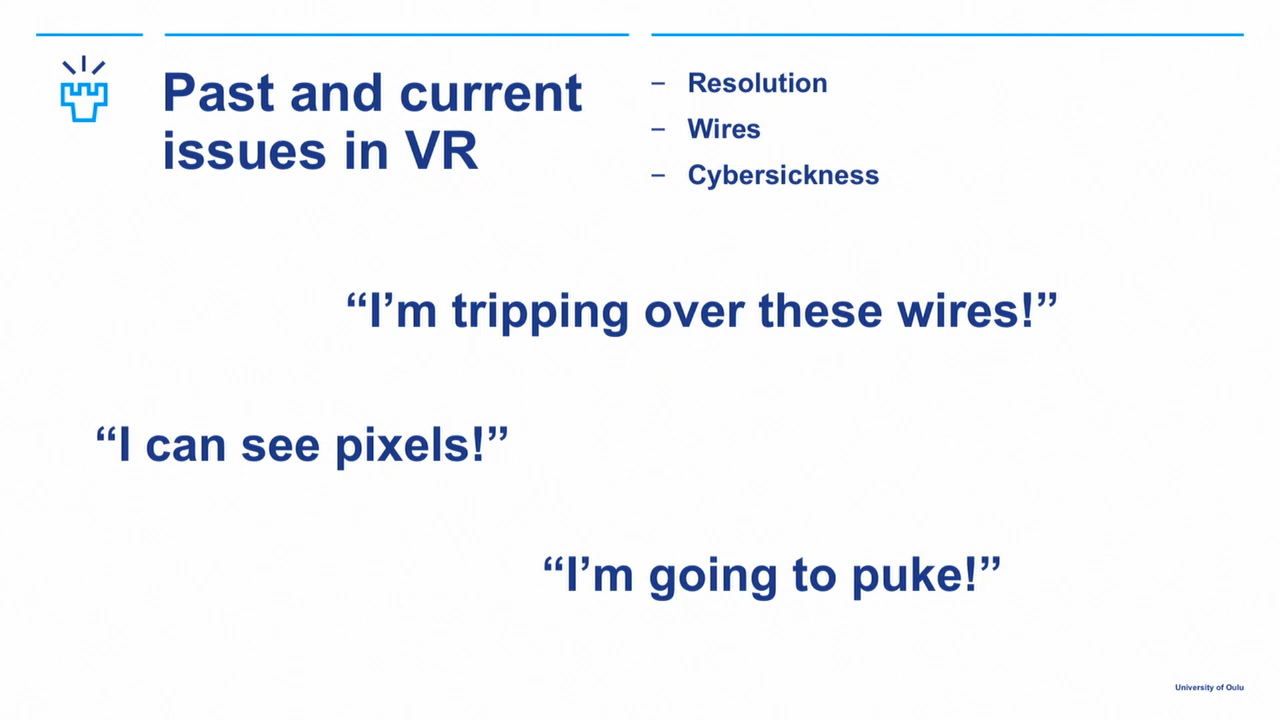 Past and current
issues in VR
– Resolution
– Wires
– Cybersickness
“I’m tripping over these wires!”
“I can see pixels!”
“I’m going to puke!”
University of Oulu